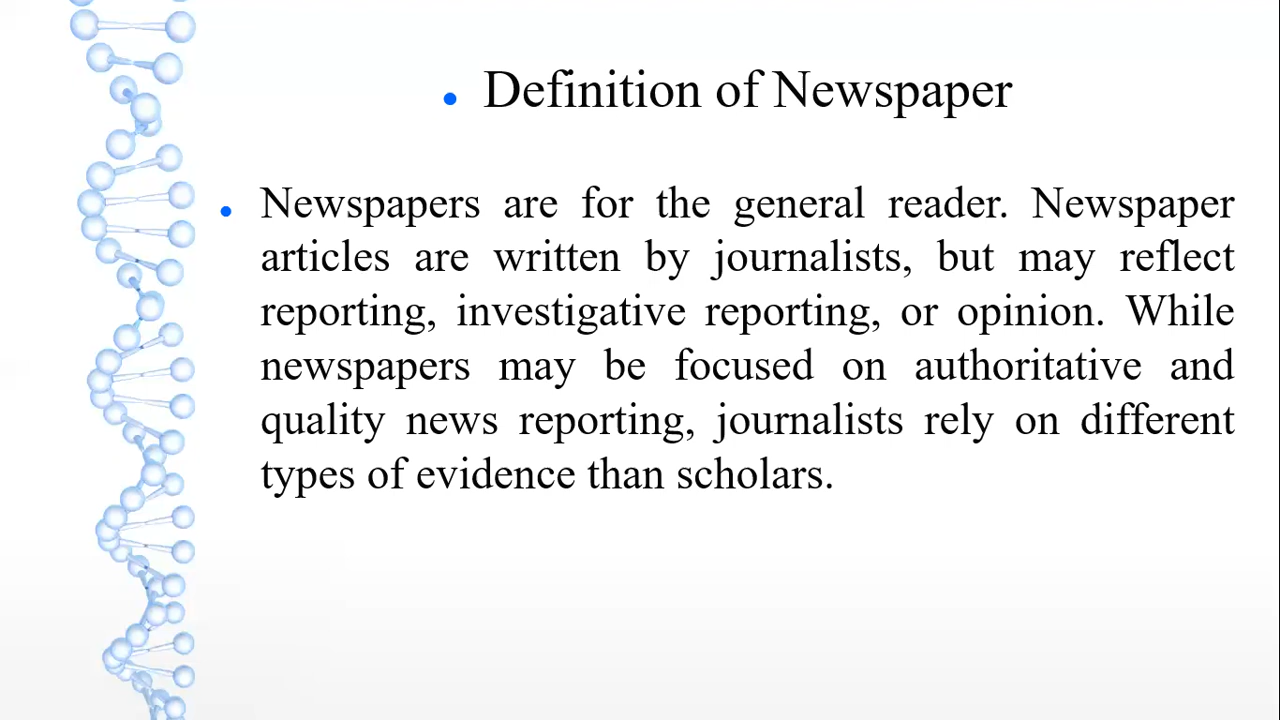 • Definition of Newspaper
• Newspapers are for the general reader. Newspaper
articles are written by journalists, but may reflect
reporting, investigative reporting, or opinion. While
newspapers may be focused on authoritative and
quality news reporting, journalists rely on different
types of evidence than scholars.